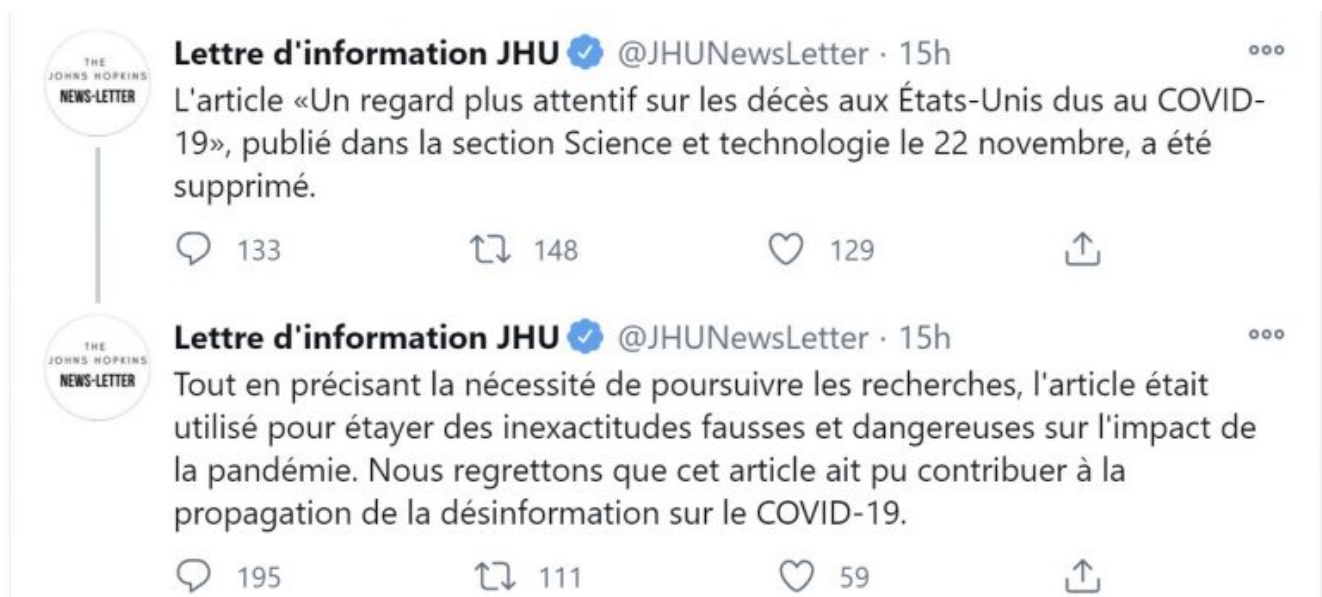 THE
JOHNS HOPKINS
NEWS-LETTER
Lettre d'information JHU @JHUNewsLetter · 15h
L'article «Un regard plus attentif sur les décès aux États-Unis dus au COVID-
19», publié dans la section Science et technologie le 22 novembre, a été
supprimé.
133 148 129
THE
JOHNS HOPKINS
NEWS-LETTER
Lettre d'information JHU @JHUNewsLetter · 15h
Tout en précisant la nécessité de poursuivre les recherches, l'article était
utilisé pour étayer des inexactitudes fausses et dangereuses sur l'impact de
la pandémie. Nous regrettons que cet article ait pu contribuer à la
propagation de la désinformation sur le COVID-19.
195 111 59